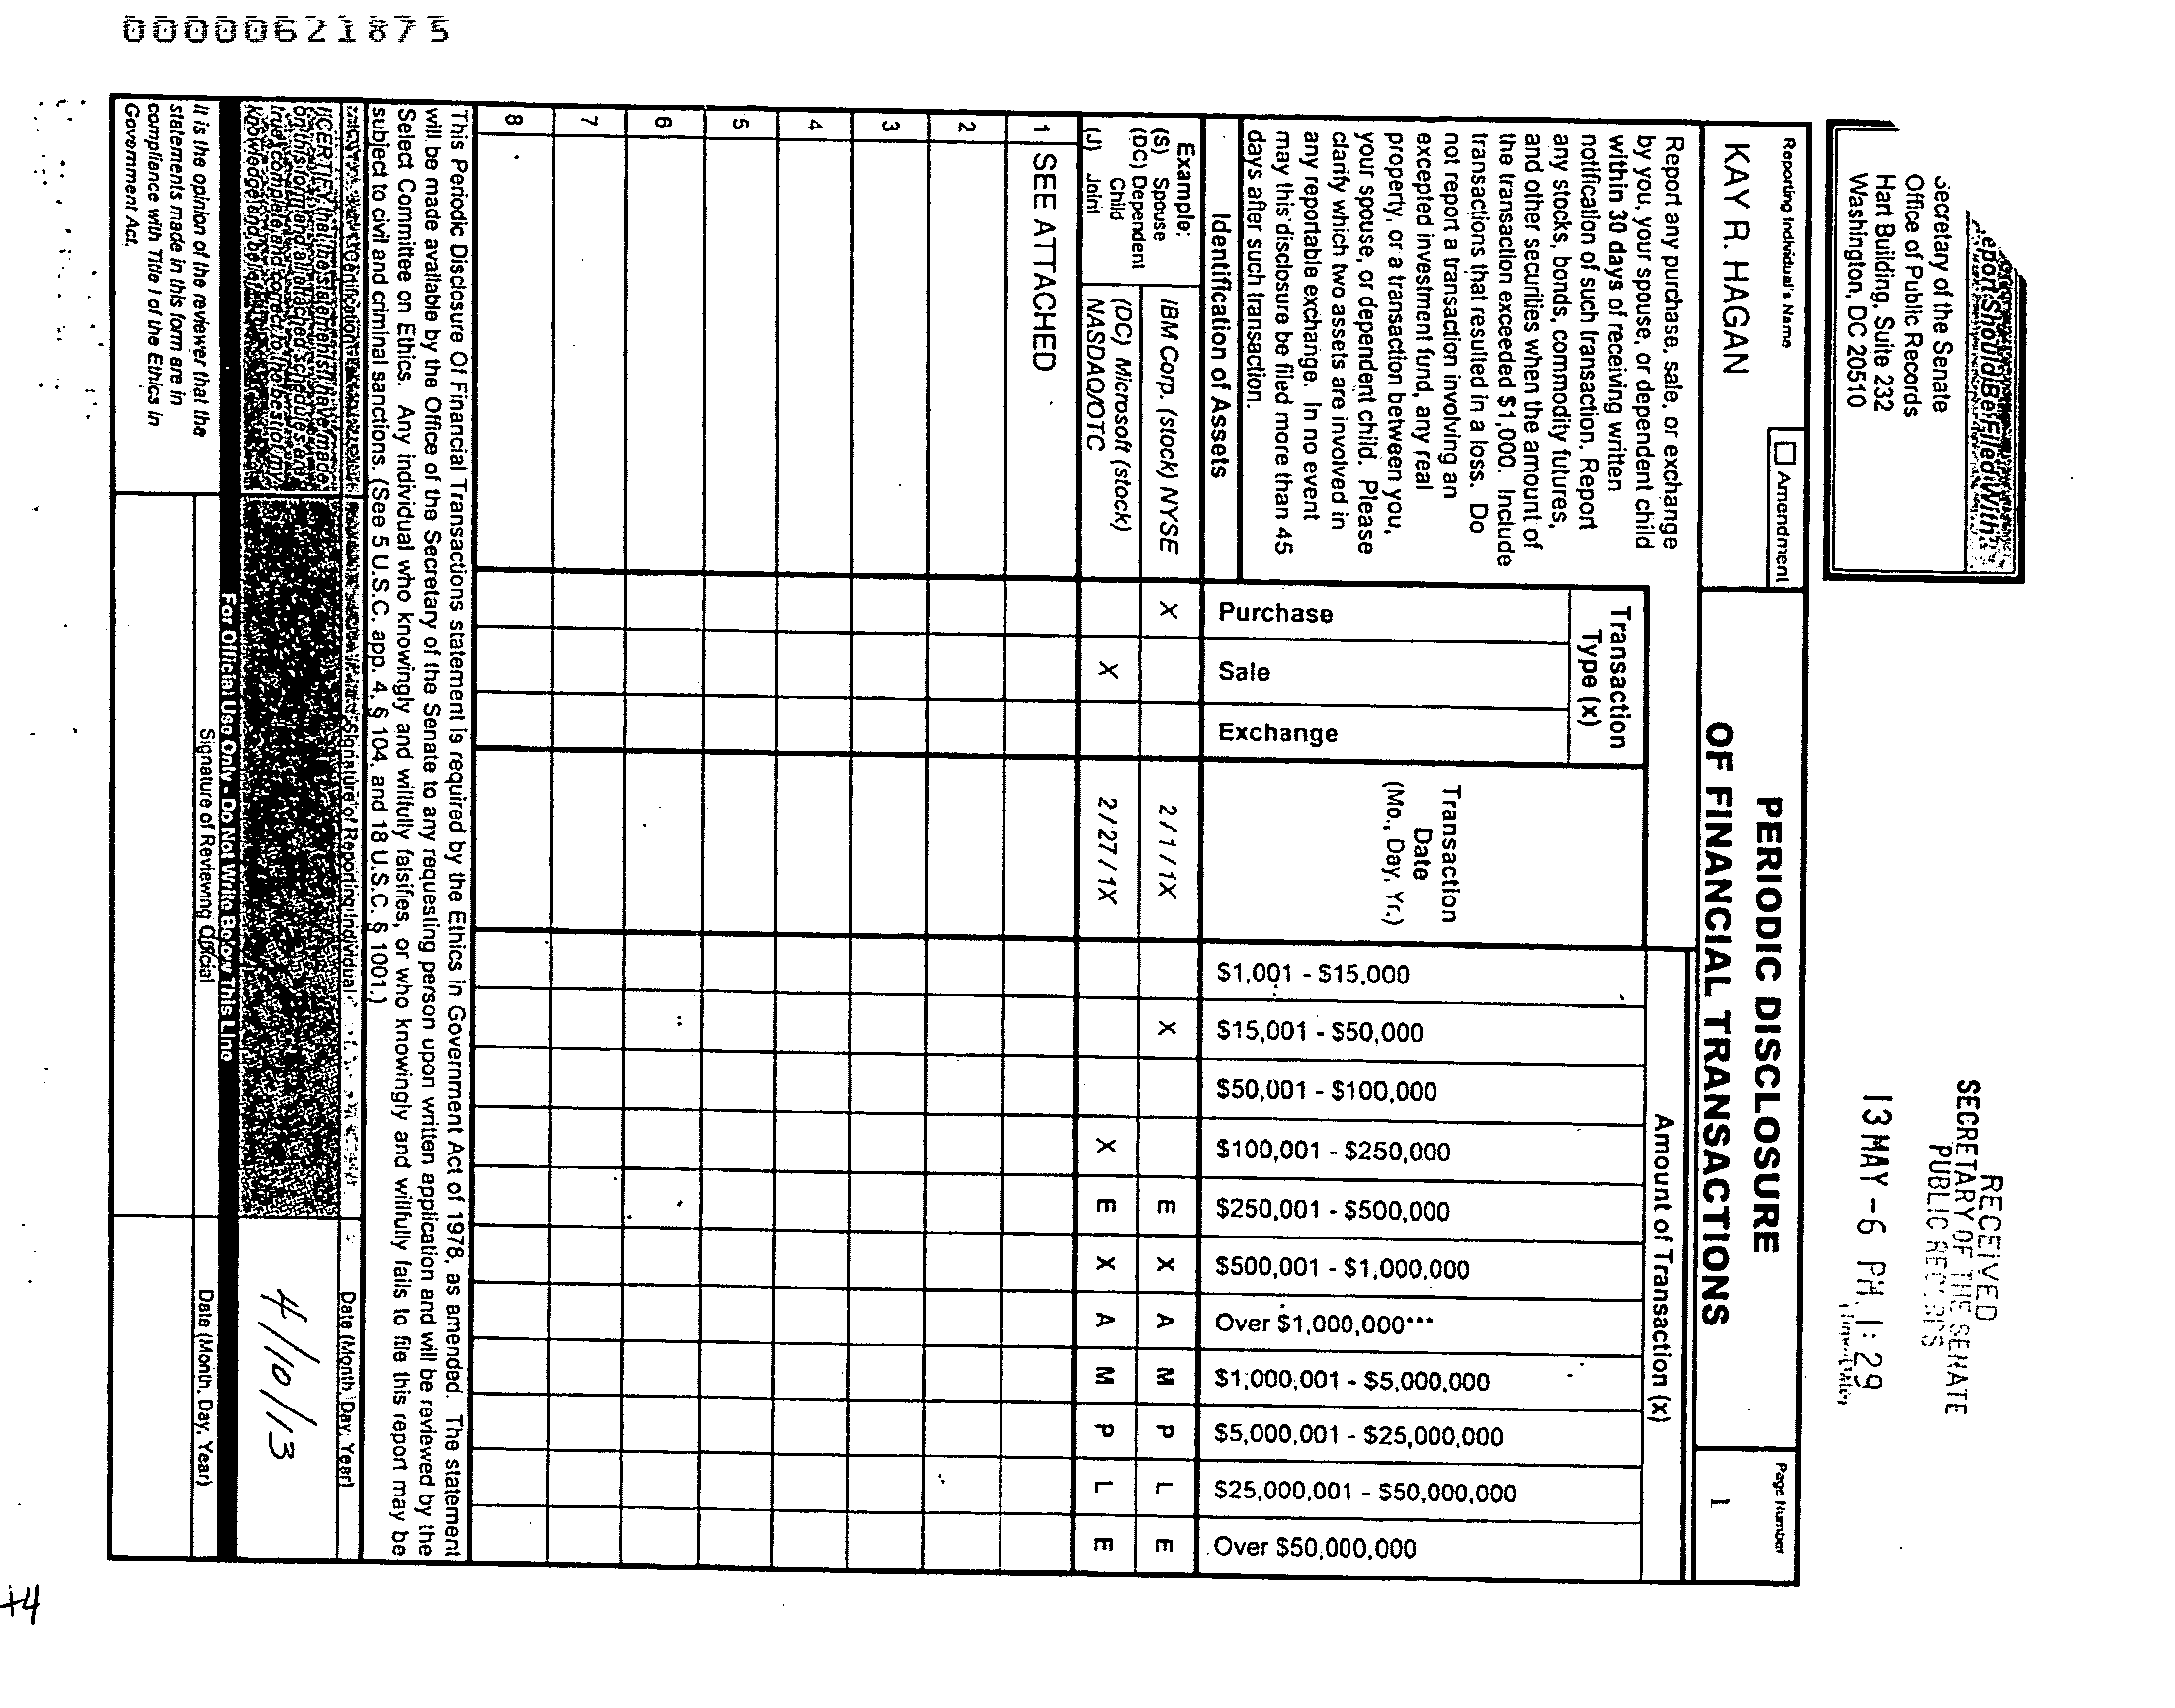 0000621875
Secretary of the Senate
Office of Public Records
Hart Building, Suite 232
Washington, DC 20510
RECEIVED
SECRETARY OF THE SENATE
PUBLIC RECORDS
13 MAY -6 PM 1:29
Reporting Individual's Name
Amendment
KAY R. HAGAN
PERIODIC DISCLOSURE
OF FINANCIAL TRANSACTIONS
Page Number
1
Report any purchase, sale, or exchange
by you, your spouse, or dependent child
within 30 days of receiving written
notification of such transaction. Report
any stocks, bonds, commodity futures,
and other securities when the amount of
the transaction exceeded $1,000. Include
transactions that resulted in a loss. Do
not report a transaction involving an
excepted investment fund, any real
property, or a transaction between you,
your spouse, or dependent child. Please
clarify which two assets are involved in
any reportable exchange. In no event
may this disclosure be filed more than 45
days after such transaction.
Identification of Assets
Transaction
Type (x)
Purchase
Sale
Exchange
Transaction
Date
(Mo., Day, Yr.)
Amount of Transaction (x)
$1,001 - $15,000
$15,001 - $50,000
$50,001 - $100,000
$100,001 - $250,000
$250,001 - $500,000
$500,001 - $1,000,000
Over $1,000,000***
$1,000,001 - $5,000,000
$5,000,001 - $25,000,000
$25,000,001 - $50,000,000
Over $50,000,000
Example:
(S) Spouse
(DC) Dependent
Child
(J) Joint
IBM Corp. (stock) NYSE X 2 / 1 / 1X X E X A M P L E
(DC) Microsoft (stock)
NASDAQ/OTC X 2 / 27 / 1X X E X A M P L E
1 SEE ATTACHED
2
3
4
5
6
7
8
This Periodic Disclosure Of Financial Transactions statement is required by the Ethics in Government Act of 1978, as amended. The statement
will be made available by the Office of the Secretary of the Senate to any requesting person upon written application and will be reviewed by the
Select Committee on Ethics. Any individual who knowingly and willfully falsifies, or who knowingly and willfully fails to file this report may be
subject to civil and criminal sanctions. (See 5 U.S.C. app. 4, § 104, and 18 U.S.C. § 1001.)
Signature of Reporting Individual
Date (Month, Day, Year)
I CERTIFY that the statements I have made
on this form and all attached schedules are
true, complete and correct to the best of my
knowledge and belief.
4/10/13
For Official Use Only - Do Not Write Below This Line
It is the opinion of the reviewer that the
statements made in this form are in
compliance with Title I of the Ethics in
Government Act.
Signature of Reviewing Official
Date (Month, Day, Year)
+4